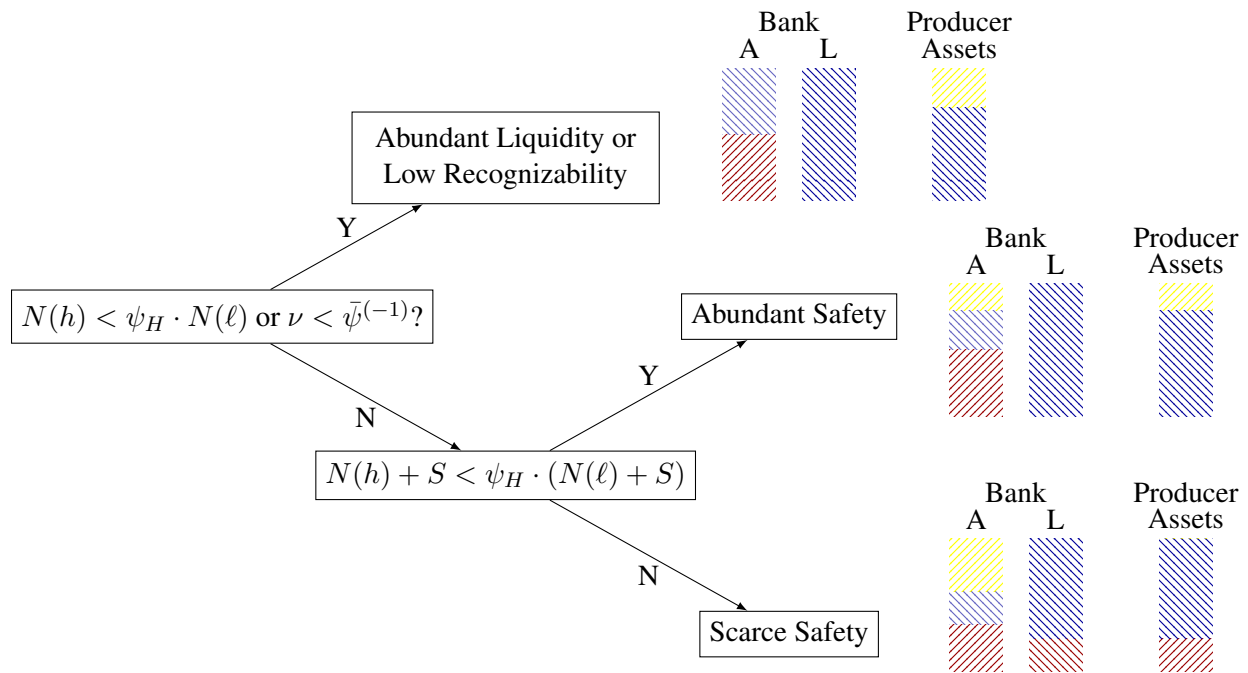 Bank
Producer
A
L
Assets
Abundant Liquidity or
Low Recognizability
Y
Bank
Producer
A
L
Assets
N(h) < ψ_H · N(ℓ) or ν < ψ̄^(-1)?
Abundant Safety
Y
N
N(h) + S < ψ_H · (N(ℓ) + S)
Bank
Producer
A
L
Assets
N
Scarce Safety